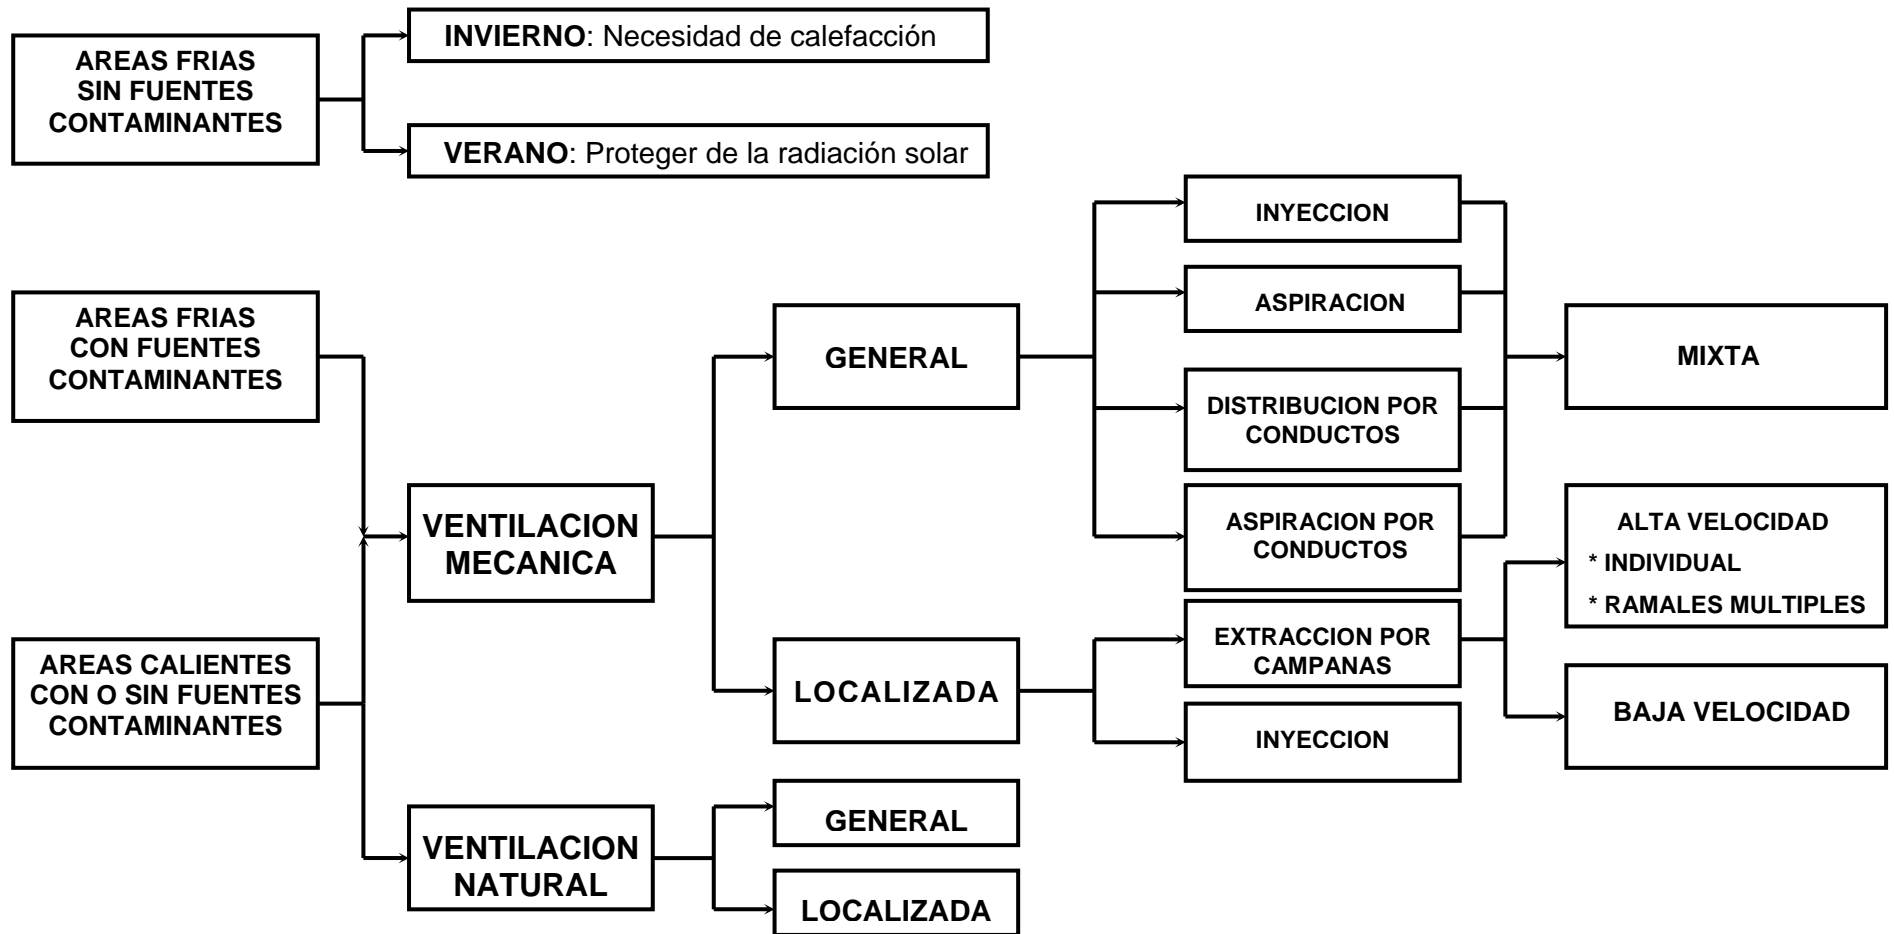 AREAS FRIAS
SIN FUENTES
CONTAMINANTES
INVIERNO: Necesidad de calefacción
VERANO: Proteger de la radiación solar
AREAS FRIAS
CON FUENTES
CONTAMINANTES
AREAS CALIENTES
CON O SIN FUENTES
CONTAMINANTES
VENTILACION
MECANICA
VENTILACION
NATURAL
GENERAL
LOCALIZADA
GENERAL
LOCALIZADA
INYECCION
ASPIRACION
DISTRIBUCION POR
CONDUCTOS
ASPIRACION POR
CONDUCTOS
EXTRACCION POR
CAMPANAS
INYECCION
MIXTA
ALTA VELOCIDAD
* INDIVIDUAL
* RAMALES MULTIPLES
BAJA VELOCIDAD